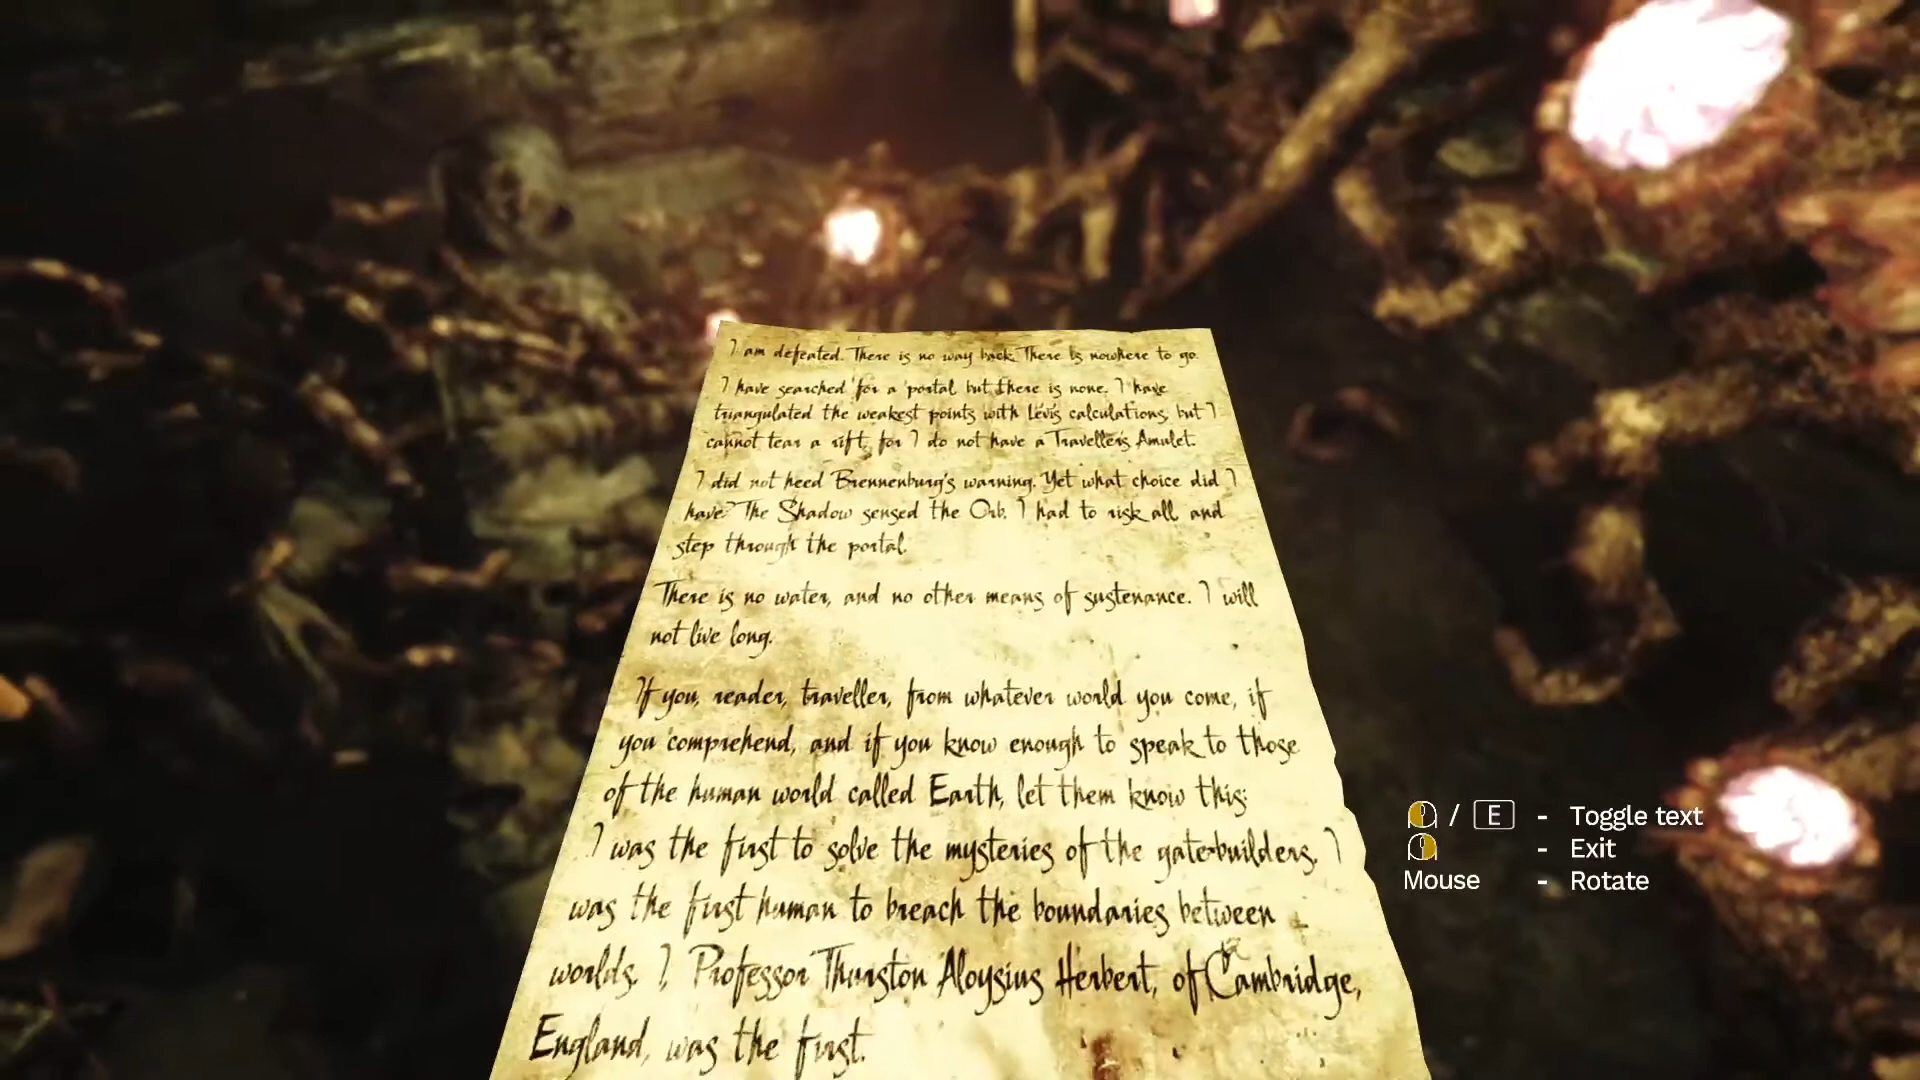 I am defeated. There is no way back. There is nowhere to go.
I have searched for a portal but there is none. I have
triangulated the weakest points with Levis calculations, but I
cannot tear a rift, for I do not have a Travellers Amulet.
I did not heed Brennenburg's warning. Yet what choice did I
have? The Shadow sensed the Orb. I had to risk all and
step through the portal.
There is no water, and no other means of sustenance. I will
not live long.
If you, reader, traveller, from whatever world you come, if
you comprehend, and if you know enough to speak to those
of the human world called Earth, let them know this:
I was the first to solve the mysteries of the gate-builders. I
was the first human to breach the boundaries between
worlds. I, Professor Thurston Aloysius Herbert, of Cambridge,
England, was the first.
/ E - Toggle text
- Exit
Mouse - Rotate